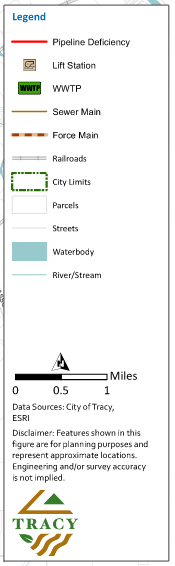 Legend
Pipeline Deficiency
Lift Station
WWTP WWTP
Sewer Main
Force Main
Railroads
City Limits
Parcels
Streets
Waterbody
River/Stream
Miles
0 0.5 1
Data Sources: City of Tracy,
ESRI
Disclaimer: Features shown in this
figure are for planning purposes and
represent approximate locations.
Engineering and/or survey accuracy
is not implied.
TRACY